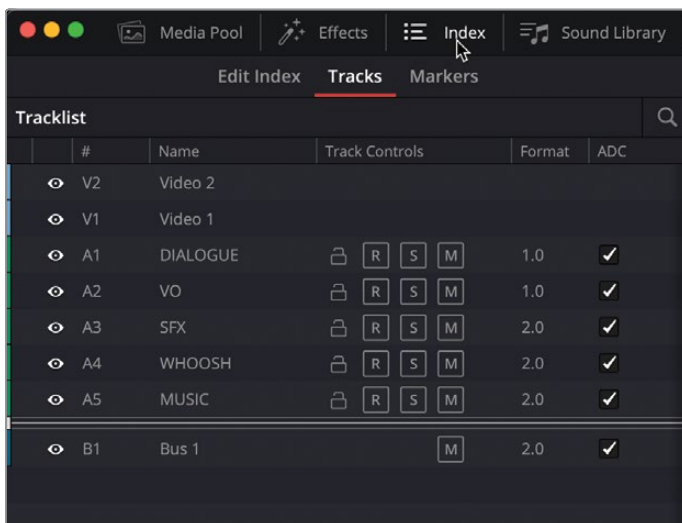 Media Pool Effects Index Sound Library
Edit Index Tracks Markers
Tracklist
# Name Track Controls Format ADC
V2 Video 2
V1 Video 1
A1 DIALOGUE R S M 1.0
A2 VO R S M 1.0
A3 SFX R S M 2.0
A4 WHOOSH R S M 2.0
A5 MUSIC R S M 2.0
B1 Bus 1 M 2.0